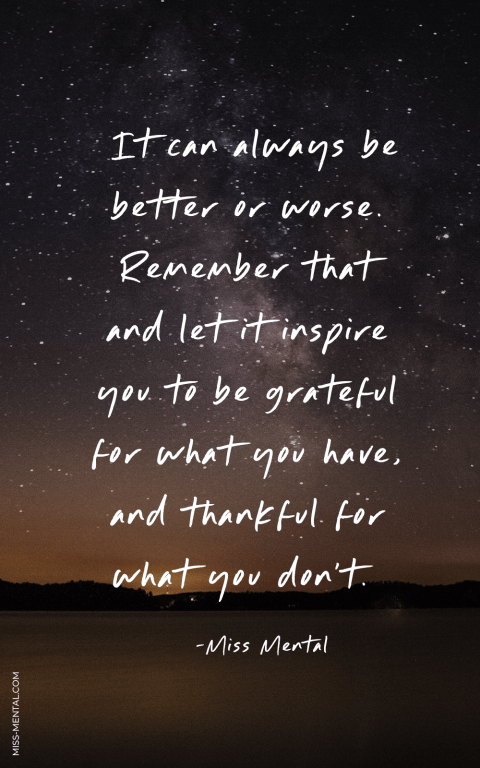 It can always be
better or worse.
Remember that
and let it inspire
you to be grateful
for what you have,
and thankful for
what you don't.
-Miss Mental
MISS-MENTAL.COM